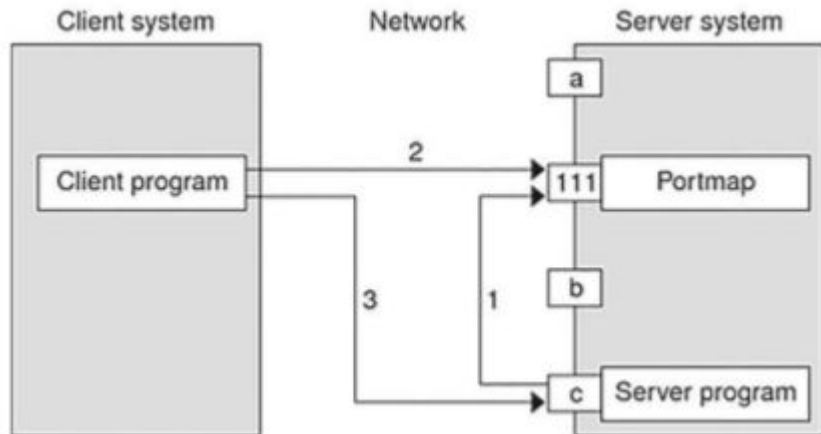 Client system Network Server system
a
2
Client program 111 Portmap
b
3 1
c Server program